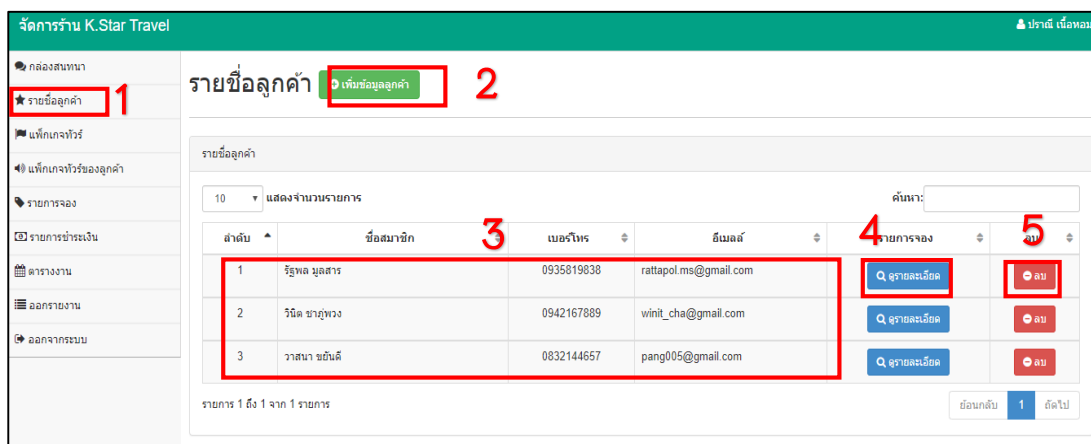 จัดการร้าน K.Star Travel
ปราณี เนื้อหอม
กล่องสนทนา
รายชื่อลูกค้า
1
แพ็กเกจทัวร์
แพ็กเกจทัวร์ของลูกค้า
รายการจอง
รายการชำระเงิน
ตารางงาน
ออกรายงาน
ออกจากระบบ
รายชื่อลูกค้า เพิ่มข้อมูลลูกค้า 2
รายชื่อลูกค้า
10 แสดงจำนวนรายการ ค้นหา:
3 4 5
ลำดับ ชื่อสมาชิก เบอร์โทร อีเมลล์ รายการจอง ลบ
1 รัฐพล มูลสาร 0935819838 rattapol.ms@gmail.com ดูรายละเอียด ลบ
2 วินิต ชาภู่พวง 0942167889 winit_cha@gmail.com ดูรายละเอียด ลบ
3 วาสนา ขยันดี 0832144657 pang005@gmail.com ดูรายละเอียด ลบ
รายการ 1 ถึง 1 จาก 1 รายการ ย้อนกลับ 1 ถัดไป